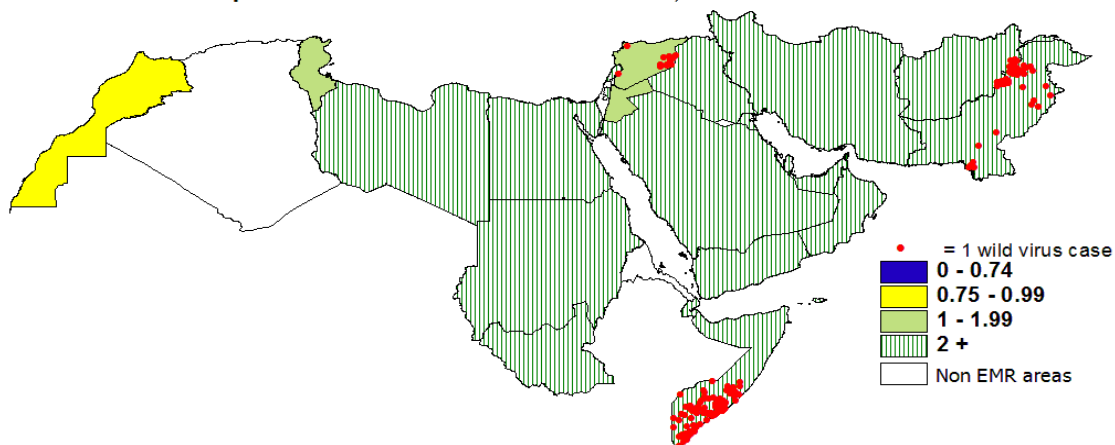 = 1 wild virus case
0 - 0.74
0.75 - 0.99
1 - 1.99
2 +
Non EMR areas